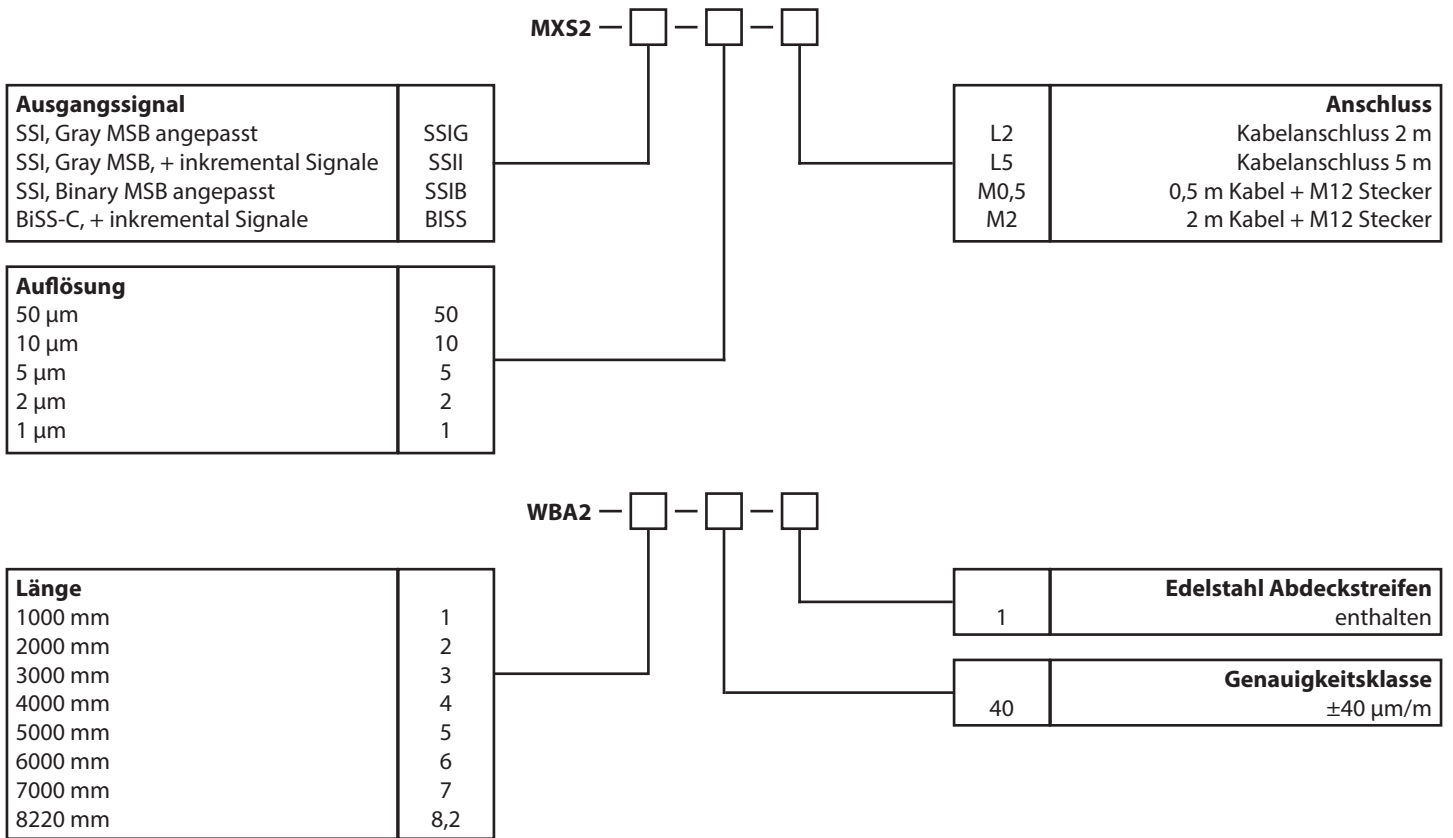 MXS2 — □ — □ — □
Ausgangssignal
SSI, Gray MSB angepasst SSIG
SSI, Gray MSB, + inkremental Signale SSII
SSI, Binary MSB angepasst SSIB
BiSS-C, + inkremental Signale BISS
Anschluss
L2 Kabelanschluss 2 m
L5 Kabelanschluss 5 m
M0,5 0,5 m Kabel + M12 Stecker
M2 2 m Kabel + M12 Stecker
Auflösung
50 µm 50
10 µm 10
5 µm 5
2 µm 2
1 µm 1
WBA2 — □ — □ — □
Länge
1000 mm 1
2000 mm 2
3000 mm 3
4000 mm 4
5000 mm 5
6000 mm 6
7000 mm 7
8220 mm 8,2
Edelstahl Abdeckstreifen
1 enthalten
Genauigkeitsklasse
40 ±40 µm/m